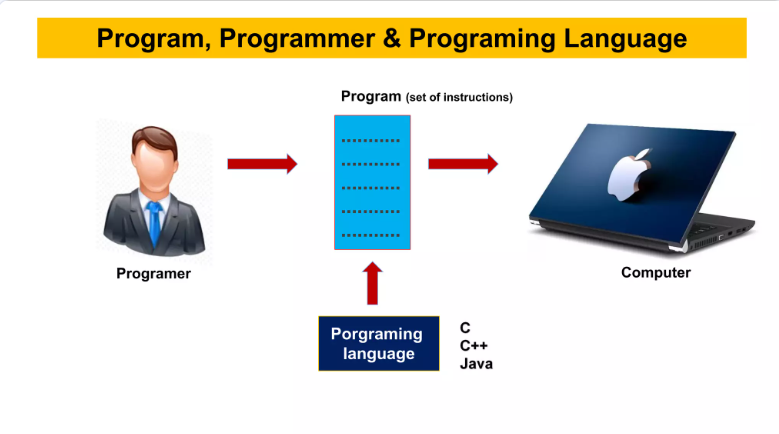 Program, Programmer & Programing Language
Program (set of instructions)
Programer
Computer
Porgraming
language
C
C++
Java